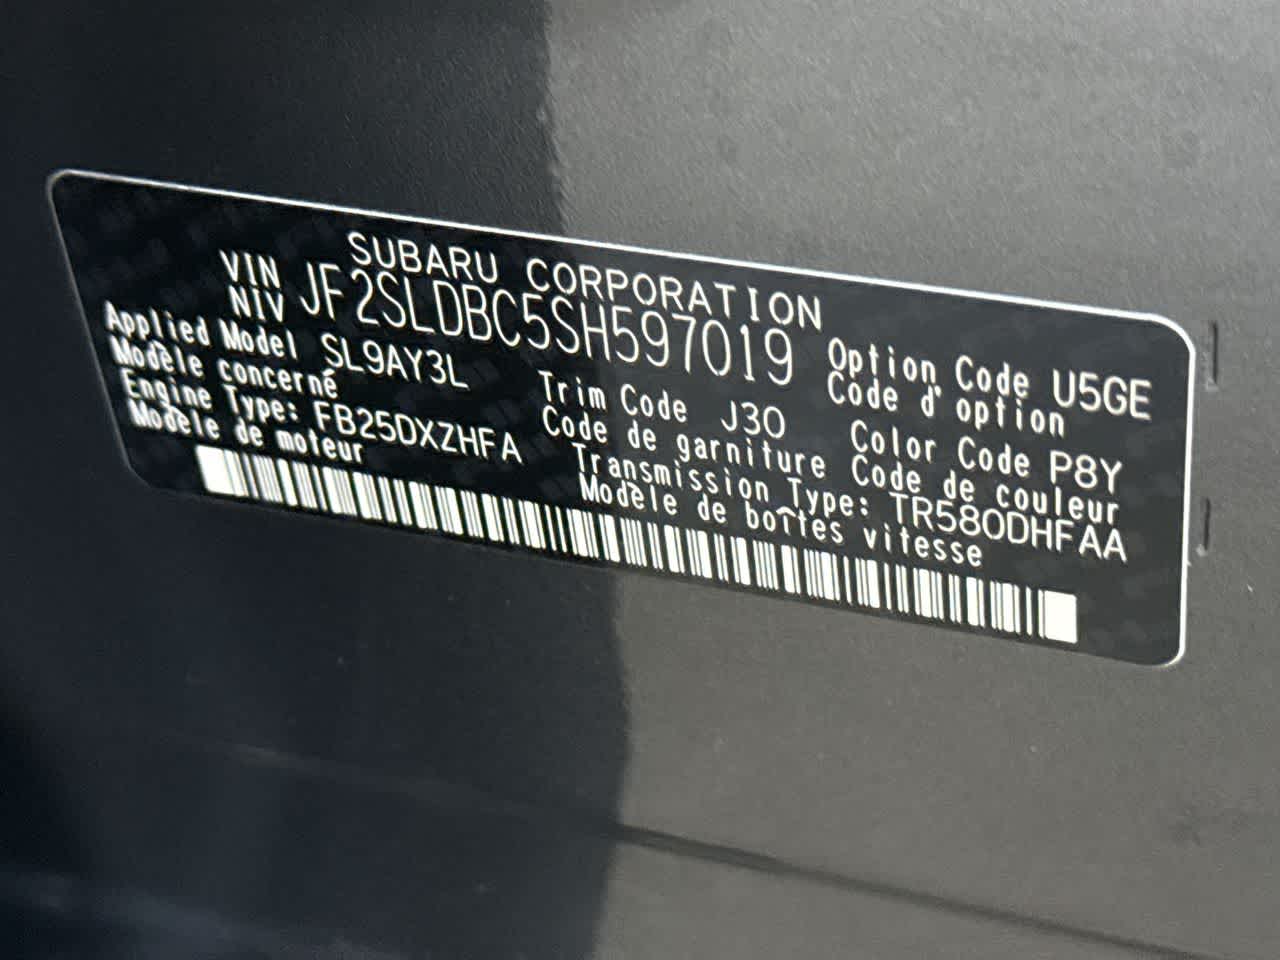 SUBARU CORPORATION
VIN
NIV JF2SLDBC5SH597019
Applied Model SL9AY3L
Modèle concerné
Engine Type: FB25DXZHFA
Modèle de moteur
Trim Code J30
Code de garniture
Option Code U5GE
Code d'option
Color Code P8Y
Code de couleur
Transmission Type: TR580DHFAA
Modèle de boîtes vitesse